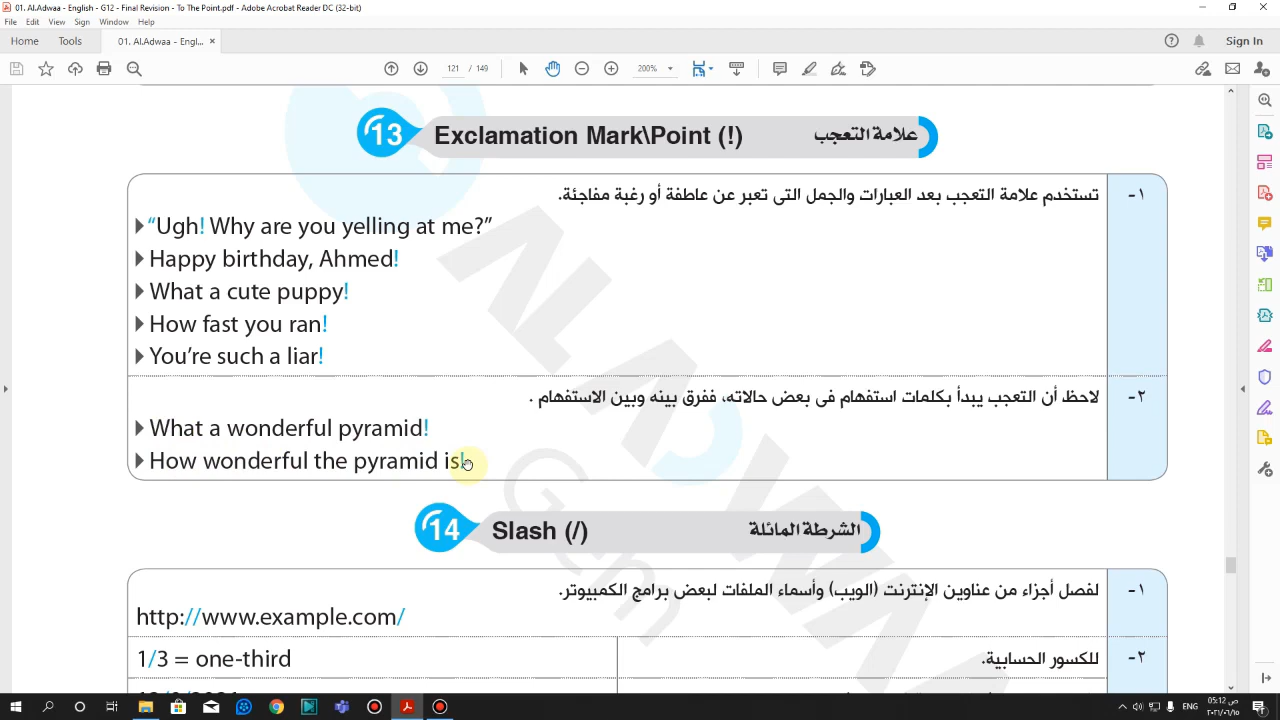 01. Al.Adwaa - English - G12 - Final Revision - To The Point.pdf - Adobe Acrobat Reader DC (32-bit)
File Edit View Sign Window Help
Home Tools 01. Al.Adwaa - Engl... Sign In
121 / 149 200%
13 Exclamation Mark\Point (!) علامة التعجب
١- تستخدم علامة التعجب بعد العبارات والجمل التى تعبر عن عاطفة أو رغبة مفاجئة.
“Ugh! Why are you yelling at me?”
Happy birthday, Ahmed!
What a cute puppy!
How fast you ran!
You’re such a liar!
٢- لاحظ أن التعجب يبدأ بكلمات استفهام فى بعض حالاته، ففرق بينه وبين الاستفهام .
What a wonderful pyramid!
How wonderful the pyramid is!
14 Slash (/) الشرطة المائلة
١- لفصل أجزاء من عناوين الإنترنت (الويب) وأسماء الملفات لبعض برامج الكمبيوتر.
http://www.example.com/
1/3 = one-third
٢- للكسور الحسابية.
ALADWAA
G12
05:12 ص